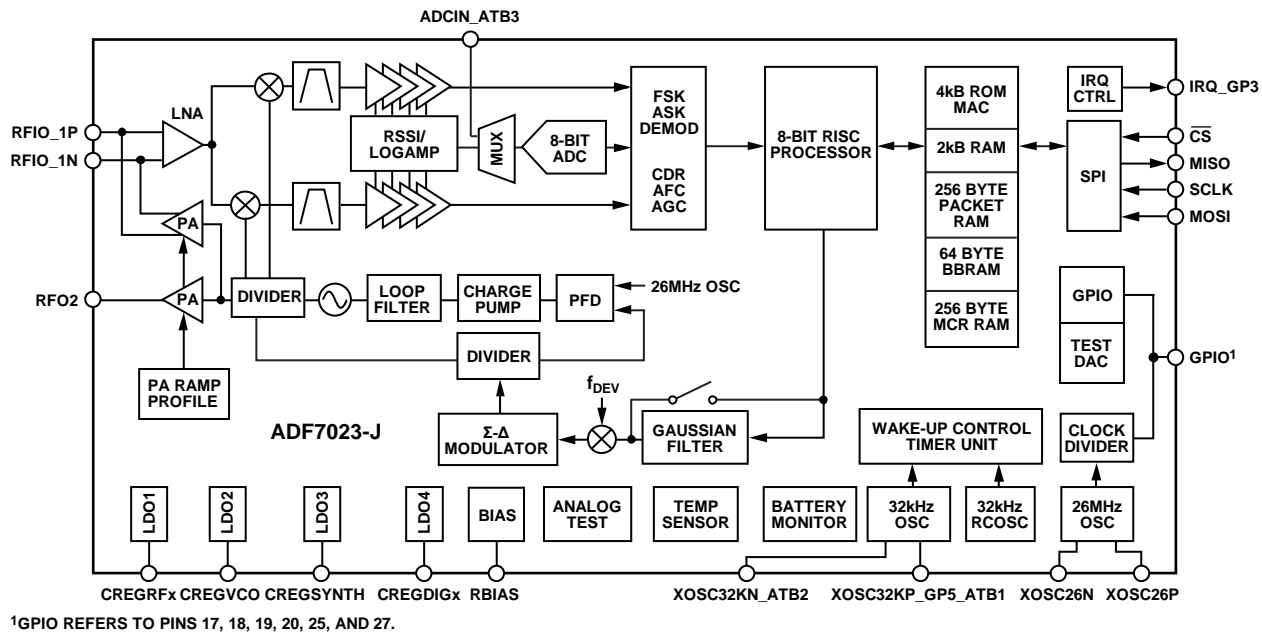 ADCIN_ATB3
RFIO_1P
RFIO_1N
LNA
RSSI/
LOGAMP
MUX
8-BIT
ADC
FSK
ASK
DEMOD
CDR
AFC
AGC
8-BIT RISC
PROCESSOR
4kB ROM
MAC
2kB RAM
256 BYTE
PACKET
RAM
64 BYTE
BBRAM
256 BYTE
MCR RAM
IRQ
CTRL
IRQ_GP3
SPI
C̅S̅
MISO
SCLK
MOSI
PA
RFO2
PA
DIVIDER
LOOP
FILTER
CHARGE
PUMP
PFD
26MHz OSC
GPIO
TEST
DAC
GPIO¹
DIVIDER
PA RAMP
PROFILE
ADF7023-J
Σ-Δ
MODULATOR
fDEV
GAUSSIAN
FILTER
WAKE-UP CONTROL
TIMER UNIT
CLOCK
DIVIDER
LDO1
LDO2
LDO3
LDO4
BIAS
ANALOG
TEST
TEMP
SENSOR
BATTERY
MONITOR
32kHz
OSC
32kHz
RCOSC
26MHz
OSC
CREGRFx CREGVCO CREGSYNTH CREGDIGx RBIAS XOSC32KN_ATB2 XOSC32KP_GP5_ATB1 XOSC26N XOSC26P
¹GPIO REFERS TO PINS 17, 18, 19, 20, 25, AND 27.